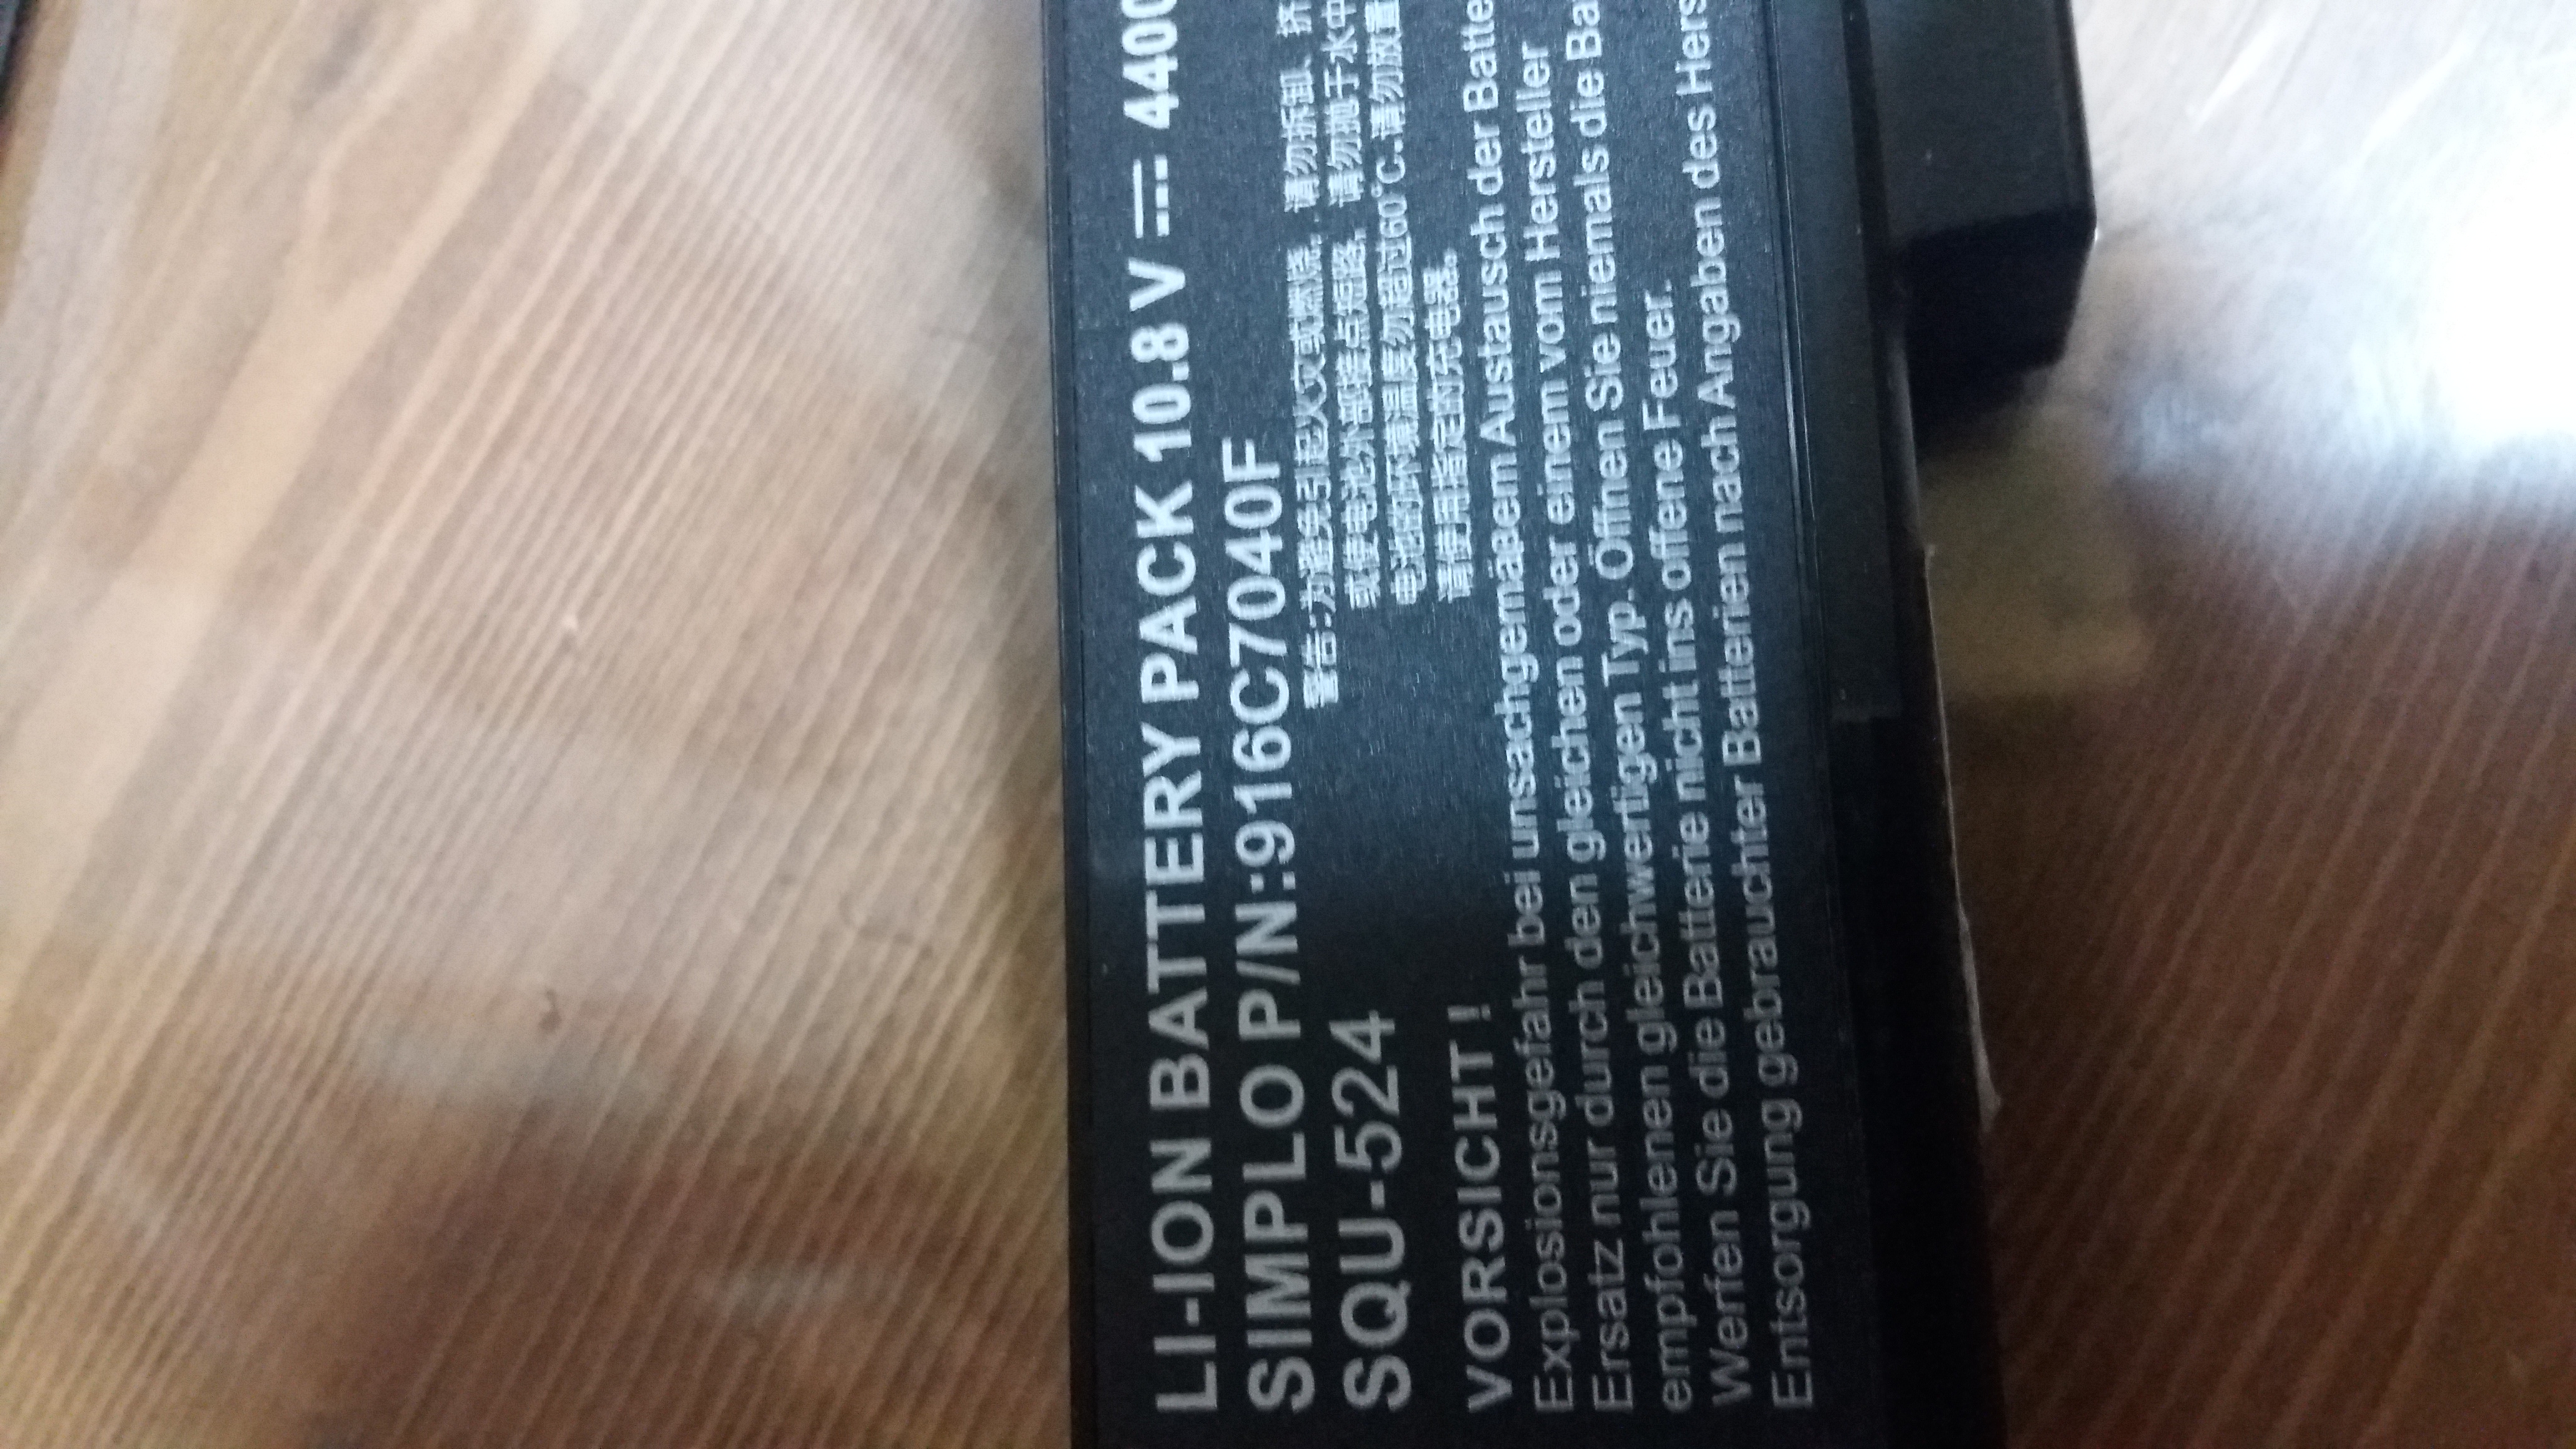 LI-ION BATTERY PACK 10.8 V ⎓ 4400
SIMPLO P/N:916C7040F
SQU-524
警告:为避免引起火灾或燃烧, 请勿拆卸、挤
或使电池外部接点短路, 请勿抛于水中
电池的环境温度勿超过60°C.请勿放置
请使用指定的充电器。
VORSICHT !
Explosionsgefahr bei unsachgemäßem Austausch der Batte
Ersatz nur durch den gleichen oder einem vom Hersteller
empfohlenen gleichwertigen Typ. Öffnen Sie niemals die Ba
Werfen Sie die Batterie nicht ins offene Feuer.
Entsorgung gebrauchter Batterien nach Angaben des Hers